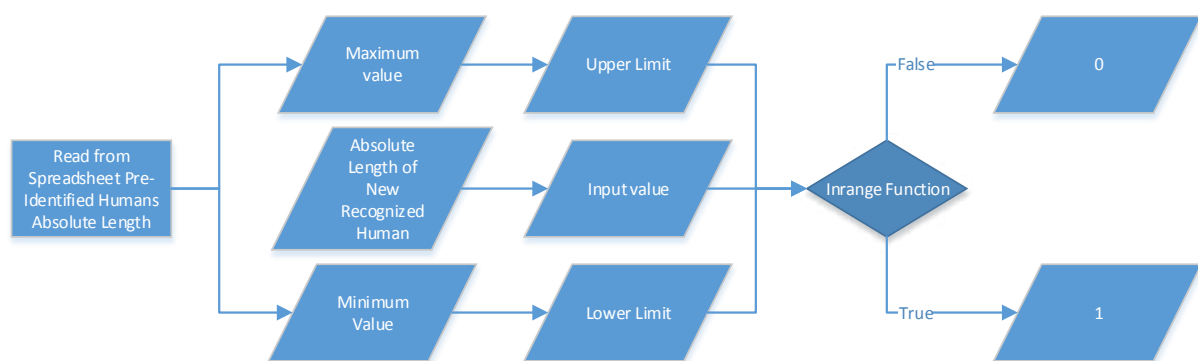 Read from
Spreadsheet Pre-
Identified Humans
Absolute Length
Maximum
value
Upper Limit
Absolute
Length of
New
Recognized
Human
Input value
Minimum
Value
Lower Limit
Inrange Function
False
0
True
1